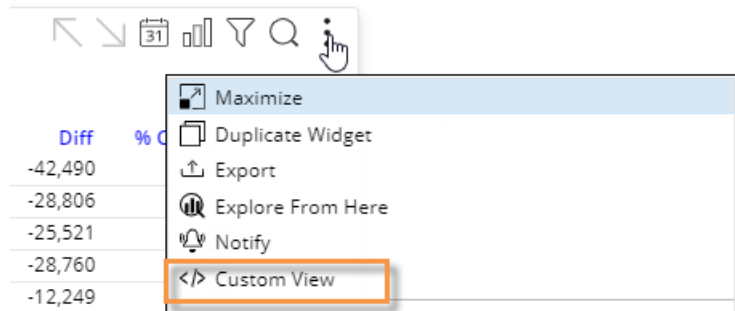 31
Maximize
Diff % C
Duplicate Widget
-42,490
Export
-28,806
Explore From Here
-25,521
Notify
-28,760
</> Custom View
-12,249